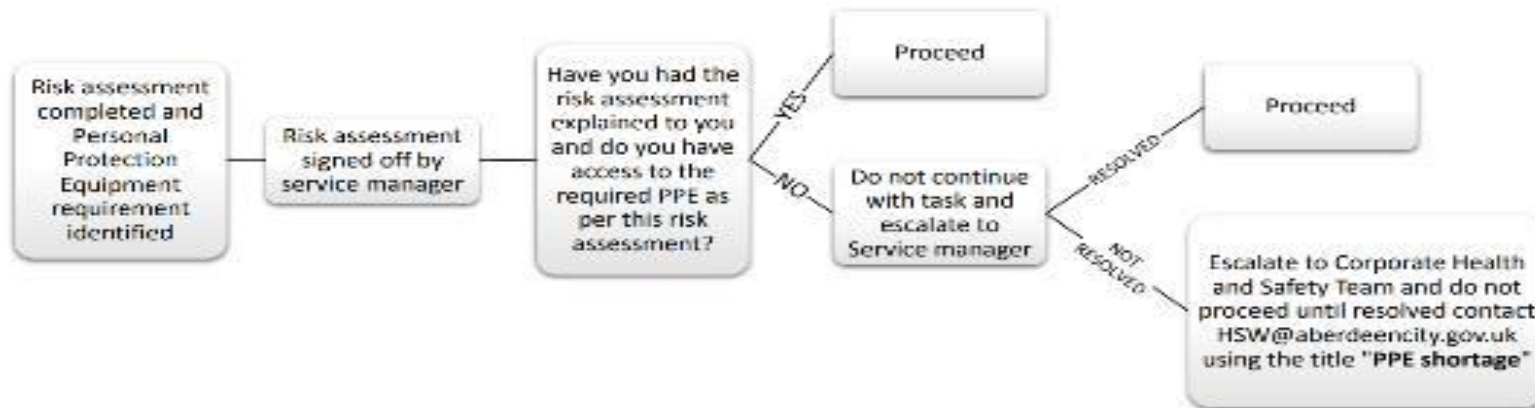 Risk assessment
completed and
Personal
Protection
Equipment
requirement
identified
Risk assessment
signed off by
service manager
Have you had the
risk assessment
explained to you
and do you have
access to the
required PPE as
per this risk
assessment?
YES
Proceed
NO
Do not continue
with task and
escalate to
Service manager
RESOLVED
Proceed
NOT
RESOLVED
Escalate to Corporate Health
and Safety Team and do not
proceed until resolved contact
HSW@aberdeencity.gov.uk
using the title "PPE shortage"